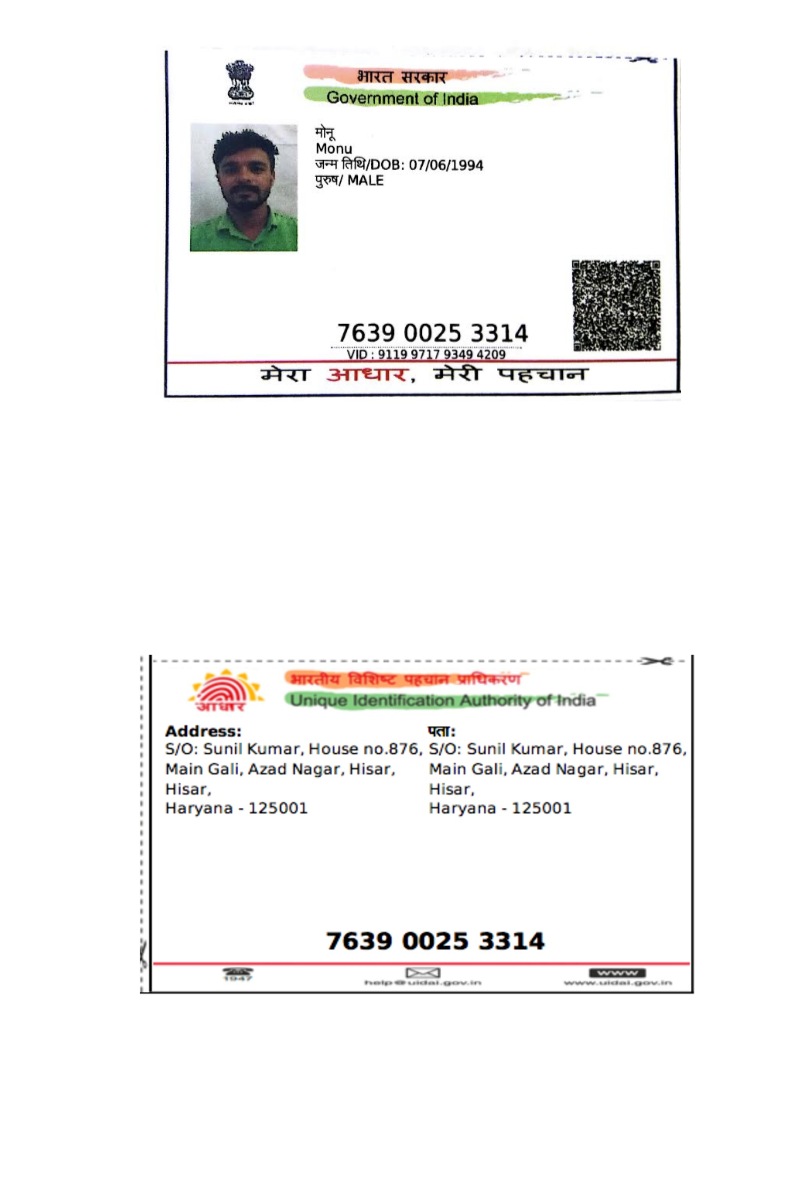 भारत सरकार
Government of India
मोनू
Monu
जन्म तिथि/DOB: 07/06/1994
पुरुष/ MALE
7639 0025 3314
VID : 9119 9717 9349 4209
मेरा आधार, मेरी पहचान
भारतीय विशिष्ट पहचान प्राधिकरण
Unique Identification Authority of India
आधार
Address:
S/O: Sunil Kumar, House no.876,
Main Gali, Azad Nagar, Hisar,
Hisar,
Haryana - 125001
पता:
S/O: Sunil Kumar, House no.876,
Main Gali, Azad Nagar, Hisar,
Hisar,
Haryana - 125001
7639 0025 3314
1947
help@uidai.gov.in
www
www.uidai.gov.in